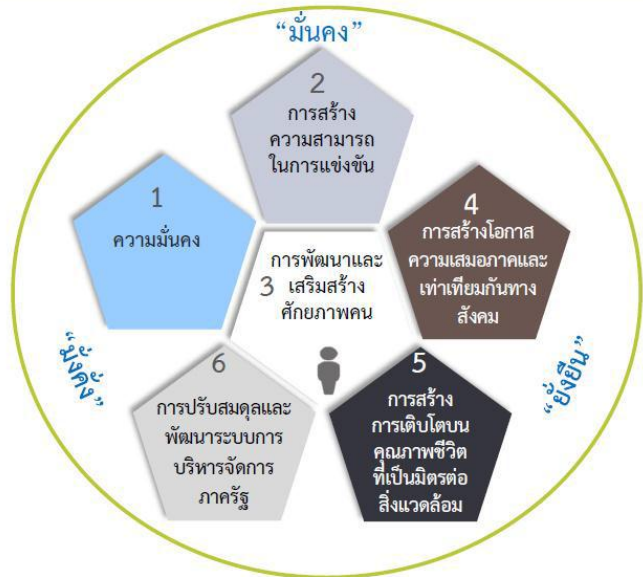 “มั่นคง”
2
การสร้าง
ความสามารถ
ในการแข่งขัน
1
ความมั่นคง
4
การสร้างโอกาส
ความเสมอภาคและ
เท่าเทียมกันทาง
สังคม
การพัฒนาและ
3 เสริมสร้าง
ศักยภาพคน
“มั่งคั่ง”
“ยั่งยืน”
6
การปรับสมดุลและ
พัฒนาระบบการ
บริหารจัดการ
ภาครัฐ
5
การสร้าง
การเติบโตบน
คุณภาพชีวิต
ที่เป็นมิตรต่อ
สิ่งแวดล้อม